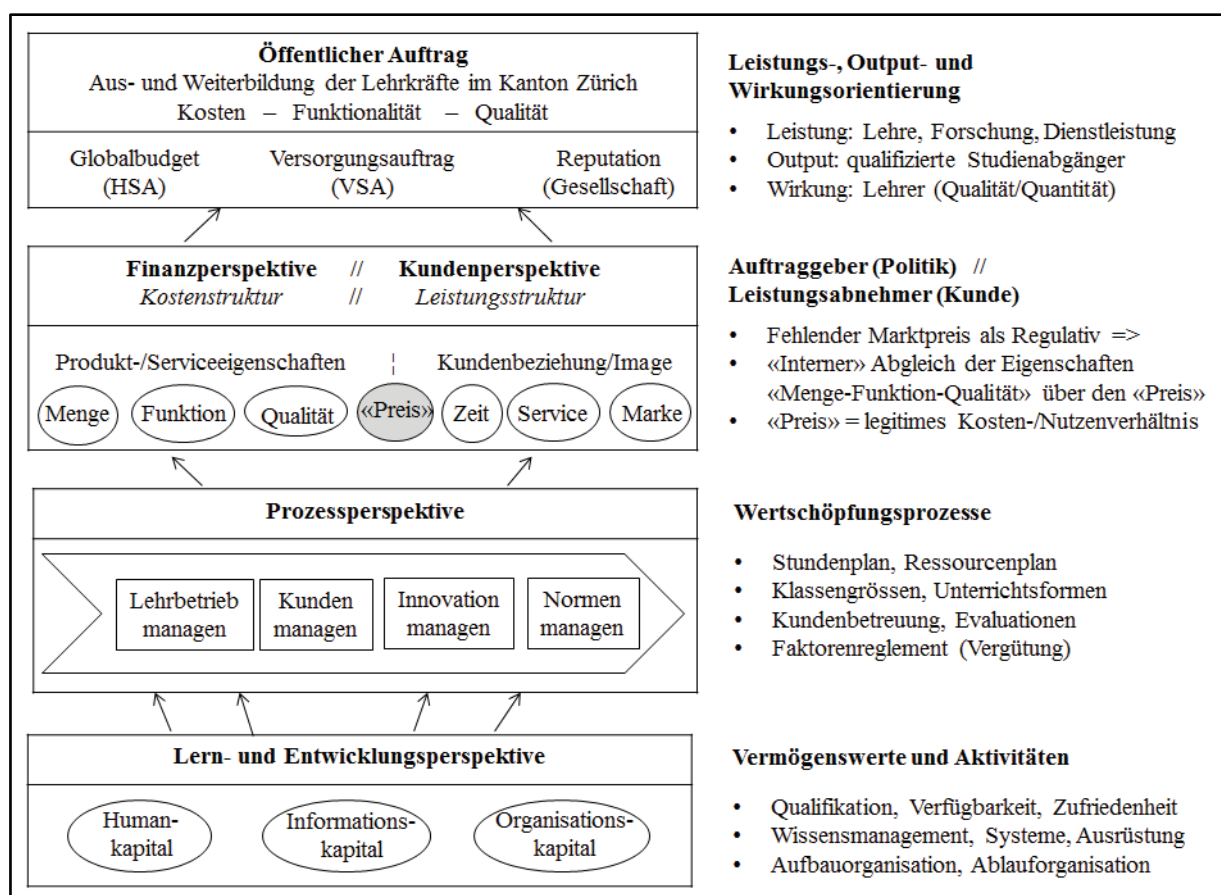 Öffentlicher Auftrag
Aus- und Weiterbildung der Lehrkräfte im Kanton Zürich
Kosten – Funktionalität – Qualität
Globalbudget
(HSA)
Versorgungsauftrag
(VSA)
Reputation
(Gesellschaft)
Leistungs-, Output- und
Wirkungsorientierung
• Leistung: Lehre, Forschung, Dienstleistung
• Output: qualifizierte Studienabgänger
• Wirkung: Lehrer (Qualität/Quantität)
Finanzperspektive // Kundenperspektive
Kostenstruktur // Leistungsstruktur
Produkt-/Serviceeigenschaften ¦ Kundenbeziehung/Image
Menge
Funktion
Qualität
«Preis»
Zeit
Service
Marke
Auftraggeber (Politik) //
Leistungsabnehmer (Kunde)
• Fehlender Marktpreis als Regulativ =>
• «Interner» Abgleich der Eigenschaften
«Menge-Funktion-Qualität» über den «Preis»
• «Preis» = legitimes Kosten-/Nutzenverhältnis
Prozessperspektive
Lehrbetrieb
managen
Kunden
managen
Innovation
managen
Normen
managen
Wertschöpfungsprozesse
• Stundenplan, Ressourcenplan
• Klassengrössen, Unterrichtsformen
• Kundenbetreuung, Evaluationen
• Faktorenreglement (Vergütung)
Lern- und Entwicklungsperspektive
Human-
kapital
Informations-
kapital
Organisations-
kapital
Vermögenswerte und Aktivitäten
• Qualifikation, Verfügbarkeit, Zufriedenheit
• Wissensmanagement, Systeme, Ausrüstung
• Aufbauorganisation, Ablauforganisation